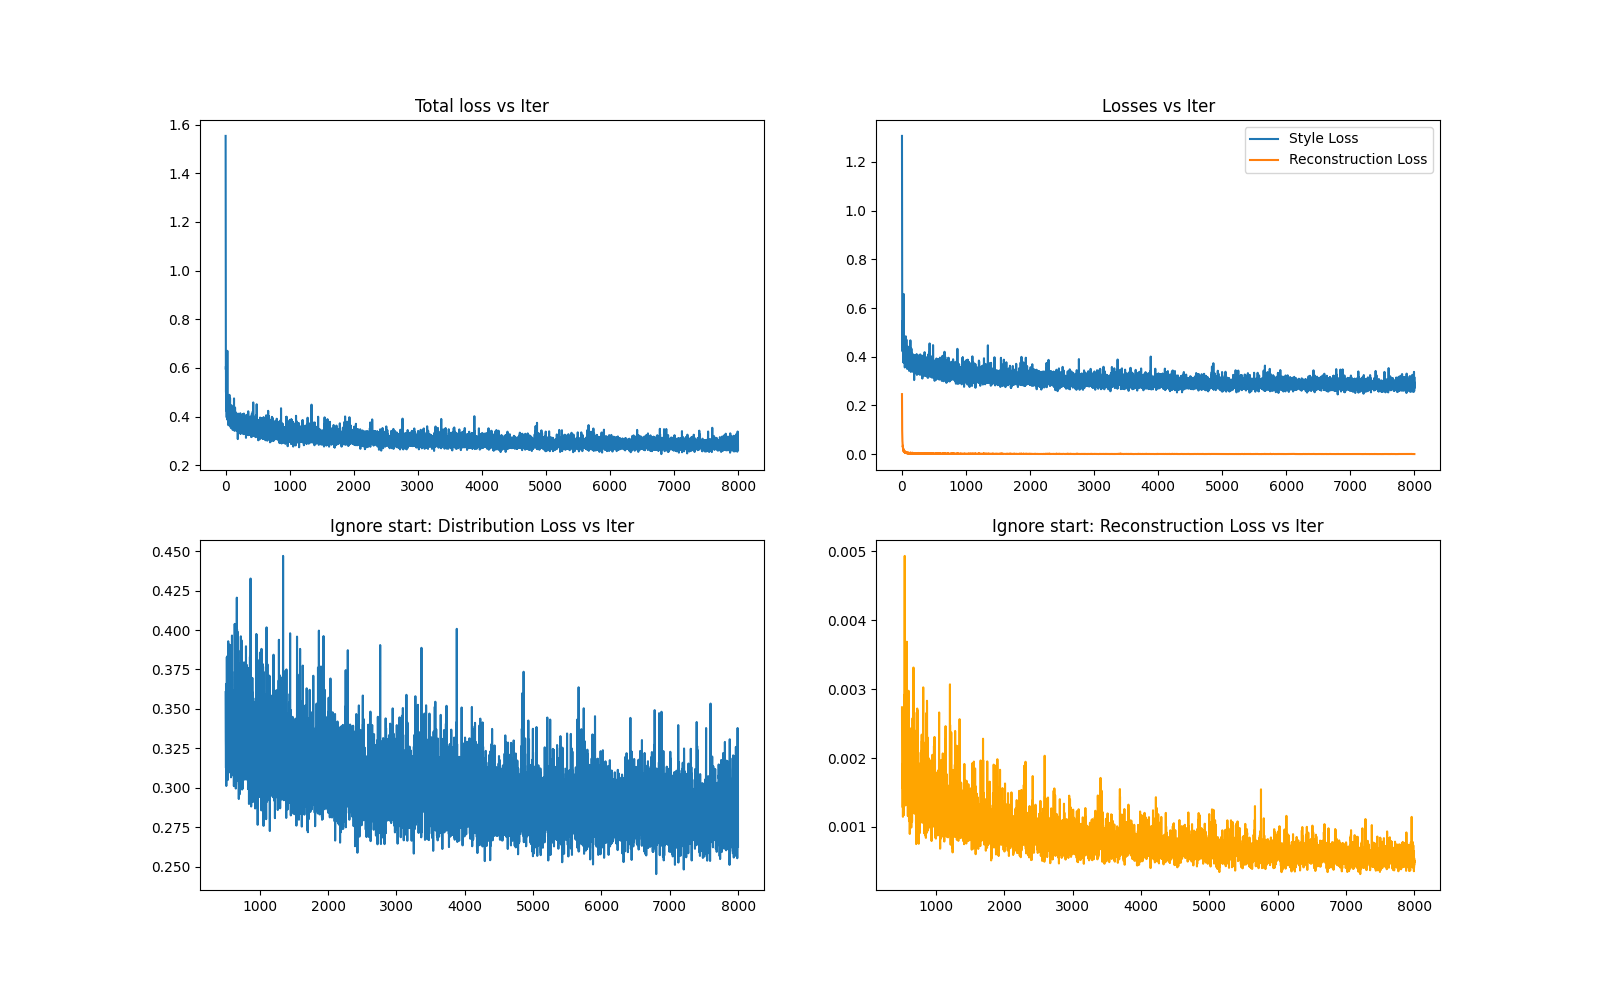 Total loss vs Iter
1.6
1.4
1.2
1.0
0.8
0.6
0.4
0.2
0 1000 2000 3000 4000 5000 6000 7000 8000
Losses vs Iter
Style Loss
Reconstruction Loss
1.2
1.0
0.8
0.6
0.4
0.2
0.0
0 1000 2000 3000 4000 5000 6000 7000 8000
Ignore start: Distribution Loss vs Iter
0.450
0.425
0.400
0.375
0.350
0.325
0.300
0.275
0.250
1000 2000 3000 4000 5000 6000 7000 8000
Ignore start: Reconstruction Loss vs Iter
0.005
0.004
0.003
0.002
0.001
1000 2000 3000 4000 5000 6000 7000 8000